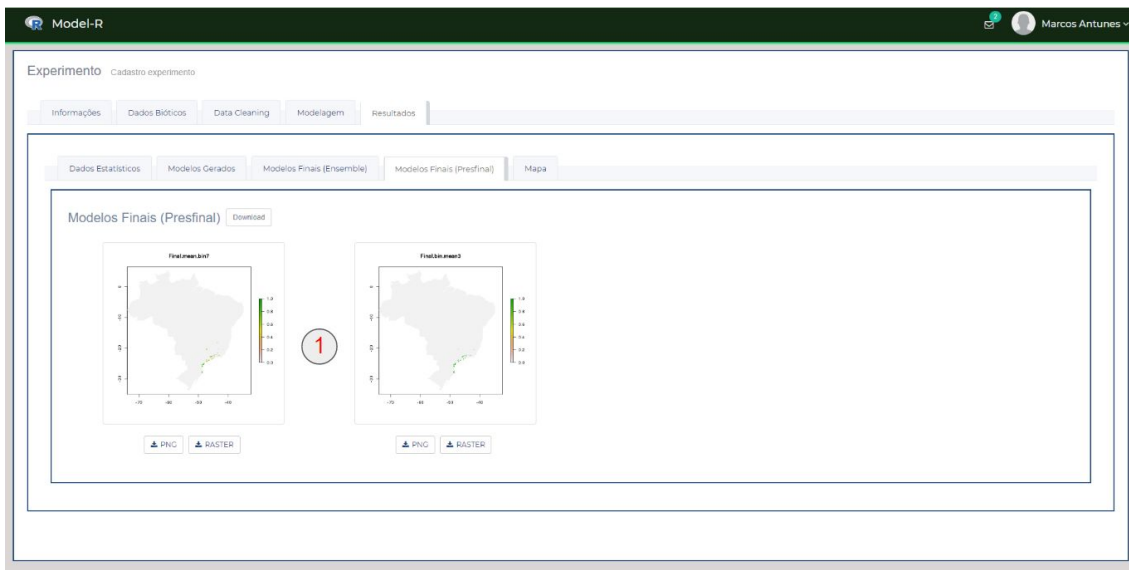 Model-R
2
Marcos Antunes
Experimento Cadastro experimento
Informações Dados Bióticos Data Cleaning Modelagem Resultados
Dados Estatísticos Modelos Gerados Modelos Finais (Ensemble) Modelos Finais (Presfinal) Mapa
Modelos Finais (Presfinal) Download
Final.mean.bin7 Final.bin.mean3
1
PNG RASTER PNG RASTER